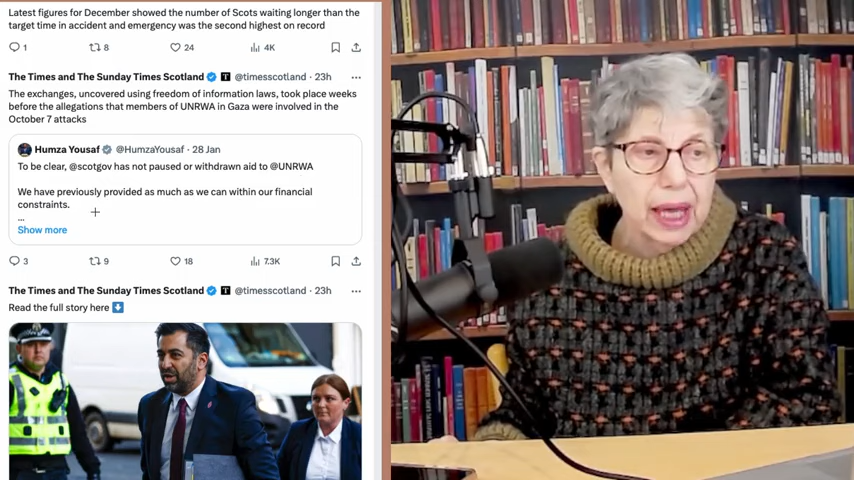 Latest figures for December showed the number of Scots waiting longer than the
target time in accident and emergency was the second highest on record
1 8 24 4K
The Times and The Sunday Times Scotland T @timesscotland · 23h ...
The exchanges, uncovered using freedom of information laws, took place weeks
before the allegations that members of UNRWA in Gaza were involved in the
October 7 attacks
Humza Yousaf @HumzaYousaf · 28 Jan
To be clear, @scotgov has not paused or withdrawn aid to @UNRWA
We have previously provided as much as we can within our financial
constraints.
...
Show more
3 9 18 7.3K
The Times and The Sunday Times Scotland T @timesscotland · 23h ...
Read the full story here